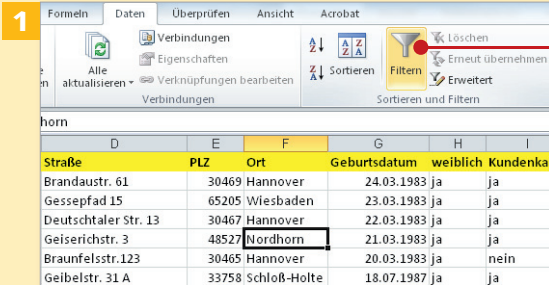 1
Formeln Daten Überprüfen Ansicht Acrobat
Verbindungen
Eigenschaften
Verknüpfungen bearbeiten
Alle
aktualisieren
Verbindungen
A Z
Z A
A Z Z A
Sortieren
Filtern
Löschen
Erneut übernehmen
Erweitert
Sortieren und Filtern
horn
D E F G H I
Straße PLZ Ort Geburtsdatum weiblich Kundenka
Brandaustr. 61 30469 Hannover 24.03.1983 ja ja
Gessepfad 15 65205 Wiesbaden 23.03.1983 ja ja
Deutschtaler Str. 13 30467 Hannover 22.03.1983 ja ja
Geiserichstr. 3 48527 Nordhorn 21.03.1983 ja ja
Braunfelsstr.123 30465 Hannover 20.03.1983 ja nein
Geibelstr. 31 A 33758 Schloß-Holte 18.07.1987 ja ja